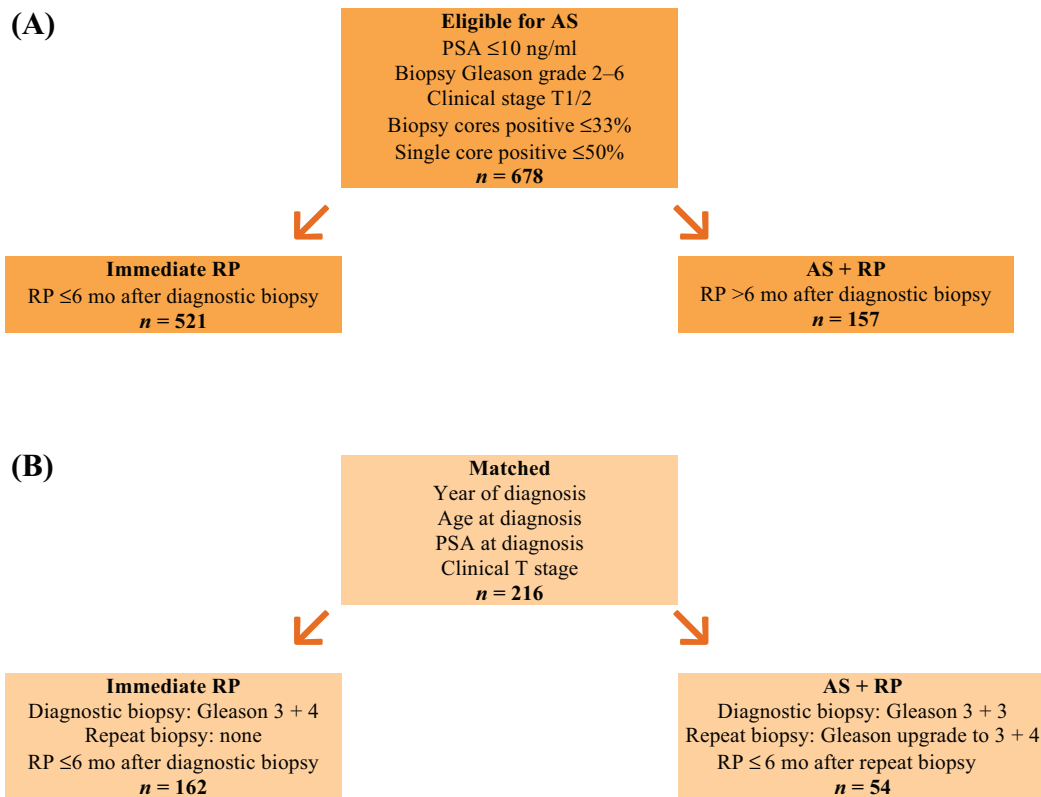 (A)
Eligible for AS
PSA ≤10 ng/ml
Biopsy Gleason grade 2–6
Clinical stage T1/2
Biopsy cores positive ≤33%
Single core positive ≤50%
n = 678
Immediate RP
RP ≤6 mo after diagnostic biopsy
n = 521
AS + RP
RP >6 mo after diagnostic biopsy
n = 157
(B)
Matched
Year of diagnosis
Age at diagnosis
PSA at diagnosis
Clinical T stage
n = 216
Immediate RP
Diagnostic biopsy: Gleason 3 + 4
Repeat biopsy: none
RP ≤6 mo after diagnostic biopsy
n = 162
AS + RP
Diagnostic biopsy: Gleason 3 + 3
Repeat biopsy: Gleason upgrade to 3 + 4
RP ≤ 6 mo after repeat biopsy
n = 54